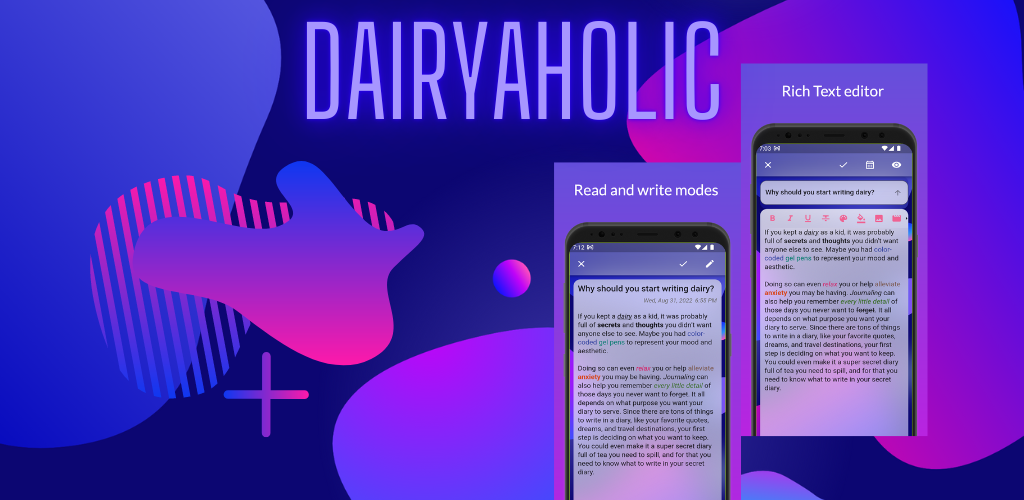 DAIRYAHOLIC
Read and write modes
7:12
Why should you start writing dairy?
Wed, Aug 31, 2022 6:55 PM
If you kept a dairy as a kid, it was probably
full of secrets and thoughts you didn't want
anyone else to see. Maybe you had color-
coded gel pens to represent your mood and
aesthetic.
Doing so can even relax you or help alleviate
anxiety you may be having. Journaling can
also help you remember every little detail of
those days you never want to forget. It all
depends on what purpose you want your
diary to serve. Since there are tons of things
to write in a diary, like your favorite quotes,
dreams, and travel destinations, your first
step is deciding on what you want to keep.
You could even make it a super secret diary
full of tea you need to spill, and for that you
need to know what to write in your secret
diary.
Rich Text editor
7:03
Why should you start writing dairy?
B I U T
If you kept a dairy as a kid, it was probably
full of secrets and thoughts you didn't want
anyone else to see. Maybe you had color-
coded gel pens to represent your mood and
aesthetic.
Doing so can even relax you or help alleviate
anxiety you may be having. Journaling can
also help you remember every little detail of
those days you never want to forget. It all
depends on what purpose you want your
diary to serve. Since there are tons of things
to write in a diary, like your favorite quotes,
dreams, and travel destinations, your first
step is deciding on what you want to keep.
You could even make it a super secret diary
full of tea you need to spill, and for that you
need to know what to write in your secret
diary.